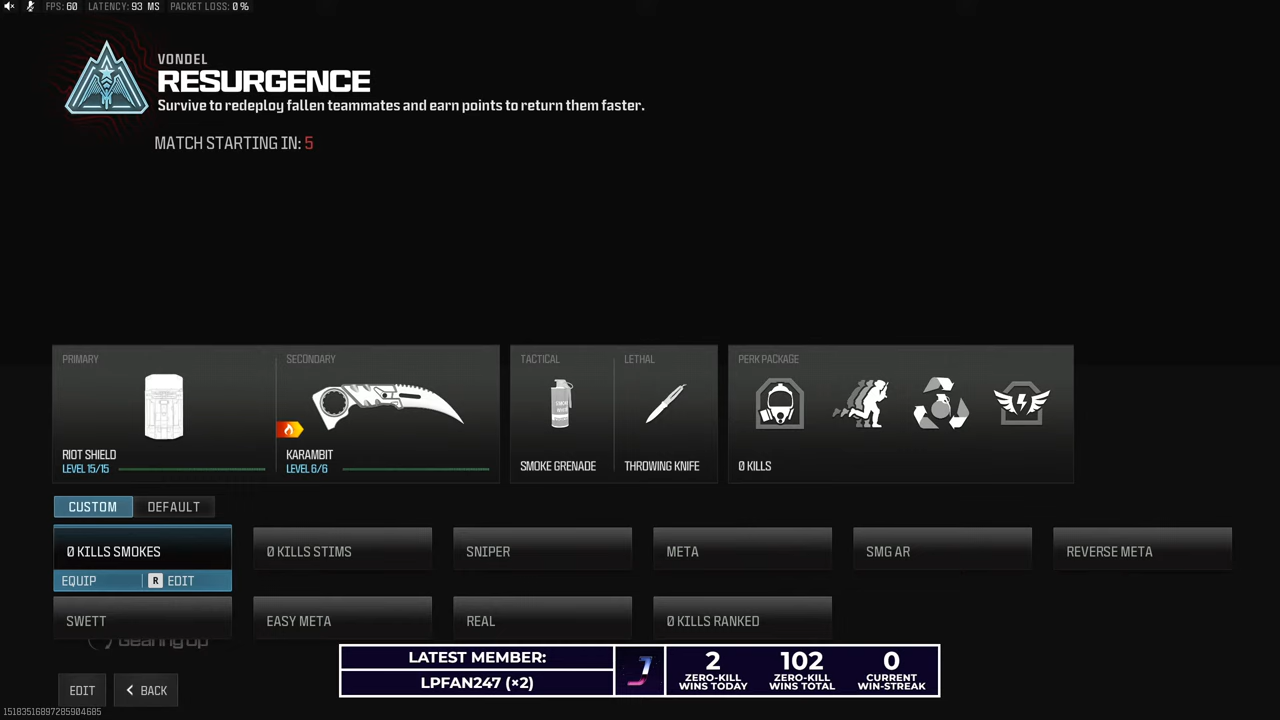 FPS: 60 LATENCY: 93 MS PACKET LOSS: 0 %
VONDEL
RESURGENCE
Survive to redeploy fallen teammates and earn points to return them faster.
MATCH STARTING IN: 5
PRIMARY SECONDARY TACTICAL LETHAL PERK PACKAGE
RIOT SHIELD KARAMBIT SMOKE GRENADE THROWING KNIFE 0 KILLS
LEVEL 15/15 LEVEL 6/6
CUSTOM DEFAULT
0 KILLS SMOKES 0 KILLS STIMS SNIPER META SMG AR REVERSE META
EQUIP R EDIT
SWETT EASY META REAL 0 KILLS RANKED
Gearing up
LATEST MEMBER:
LPFAN247 (×2)
2 102 0
ZERO-KILL WINS TODAY ZERO-KILL WINS TOTAL CURRENT WIN-STREAK
EDIT BACK
15183516897285904685